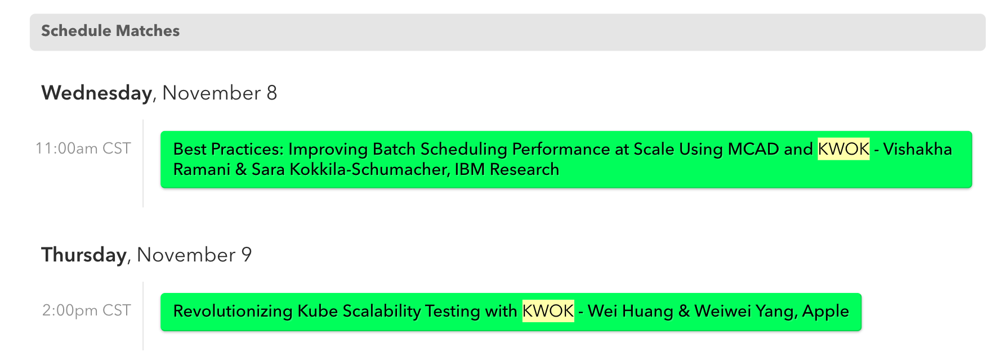 Schedule Matches
Wednesday, November 8
11:00am CST
Best Practices: Improving Batch Scheduling Performance at Scale Using MCAD and KWOK - Vishakha
Ramani & Sara Kokkila-Schumacher, IBM Research
Thursday, November 9
2:00pm CST
Revolutionizing Kube Scalability Testing with KWOK - Wei Huang & Weiwei Yang, Apple